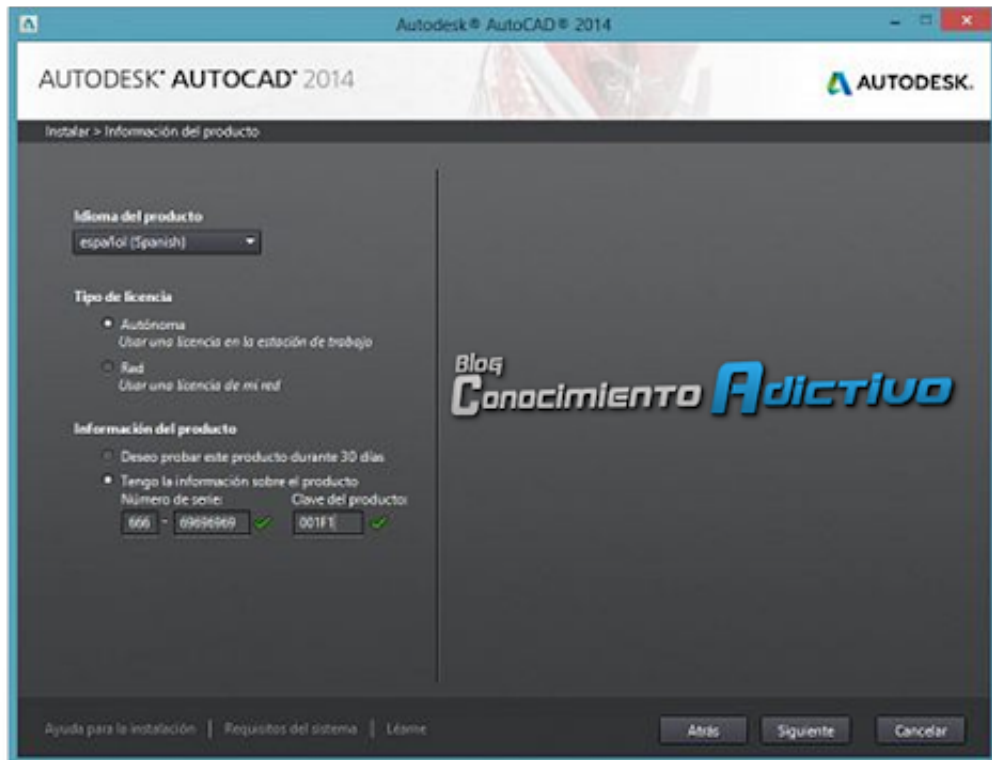 Autodesk® AutoCAD® 2014
AUTODESK® AUTOCAD® 2014
AUTODESK.
Instalar > Información del producto
Idioma del producto
español (Spanish)
Tipo de licencia
Autónoma
Usar una licencia en la estación de trabajo
Red
Usar una licencia de mi red
Blog
Conocimiento Adictivo
Información del producto
Deseo probar este producto durante 30 días
Tengo la información sobre el producto
Número de serie: Clave del producto:
666 - 69696969 001F1
Ayuda para la instalación | Requisitos del sistema | Léame
Atrás Siguiente Cancelar